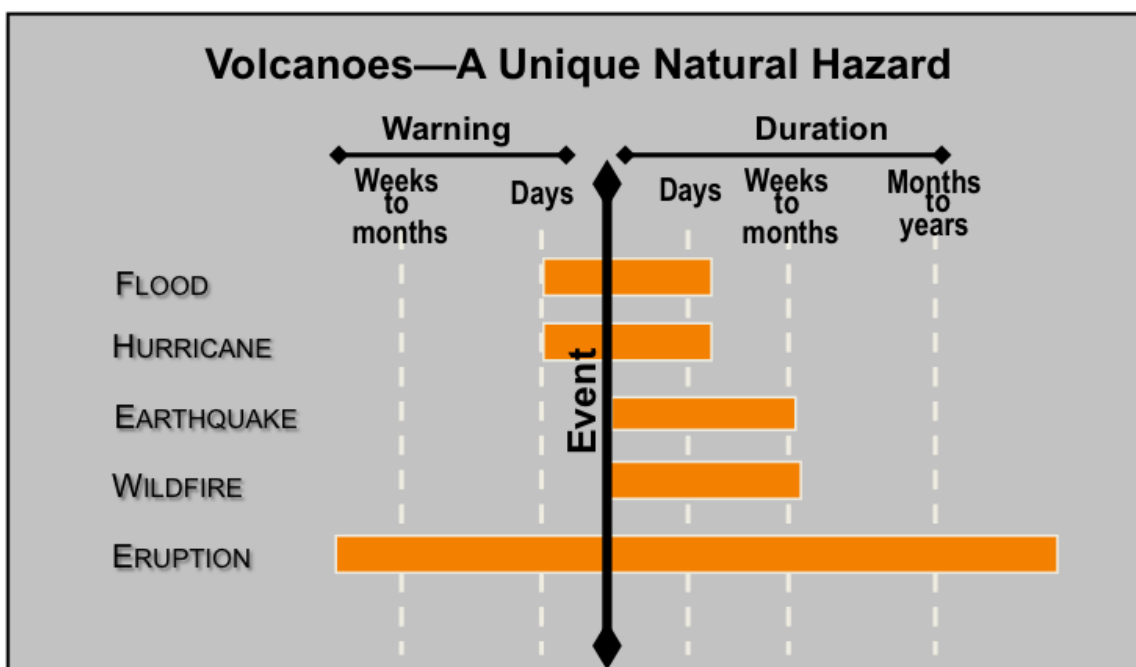 Volcanoes—A Unique Natural Hazard
Warning
Duration
Weeks
to
months
Days
Days
Weeks
to
months
Months
to
years
FLOOD
HURRICANE
Event
EARTHQUAKE
WILDFIRE
ERUPTION